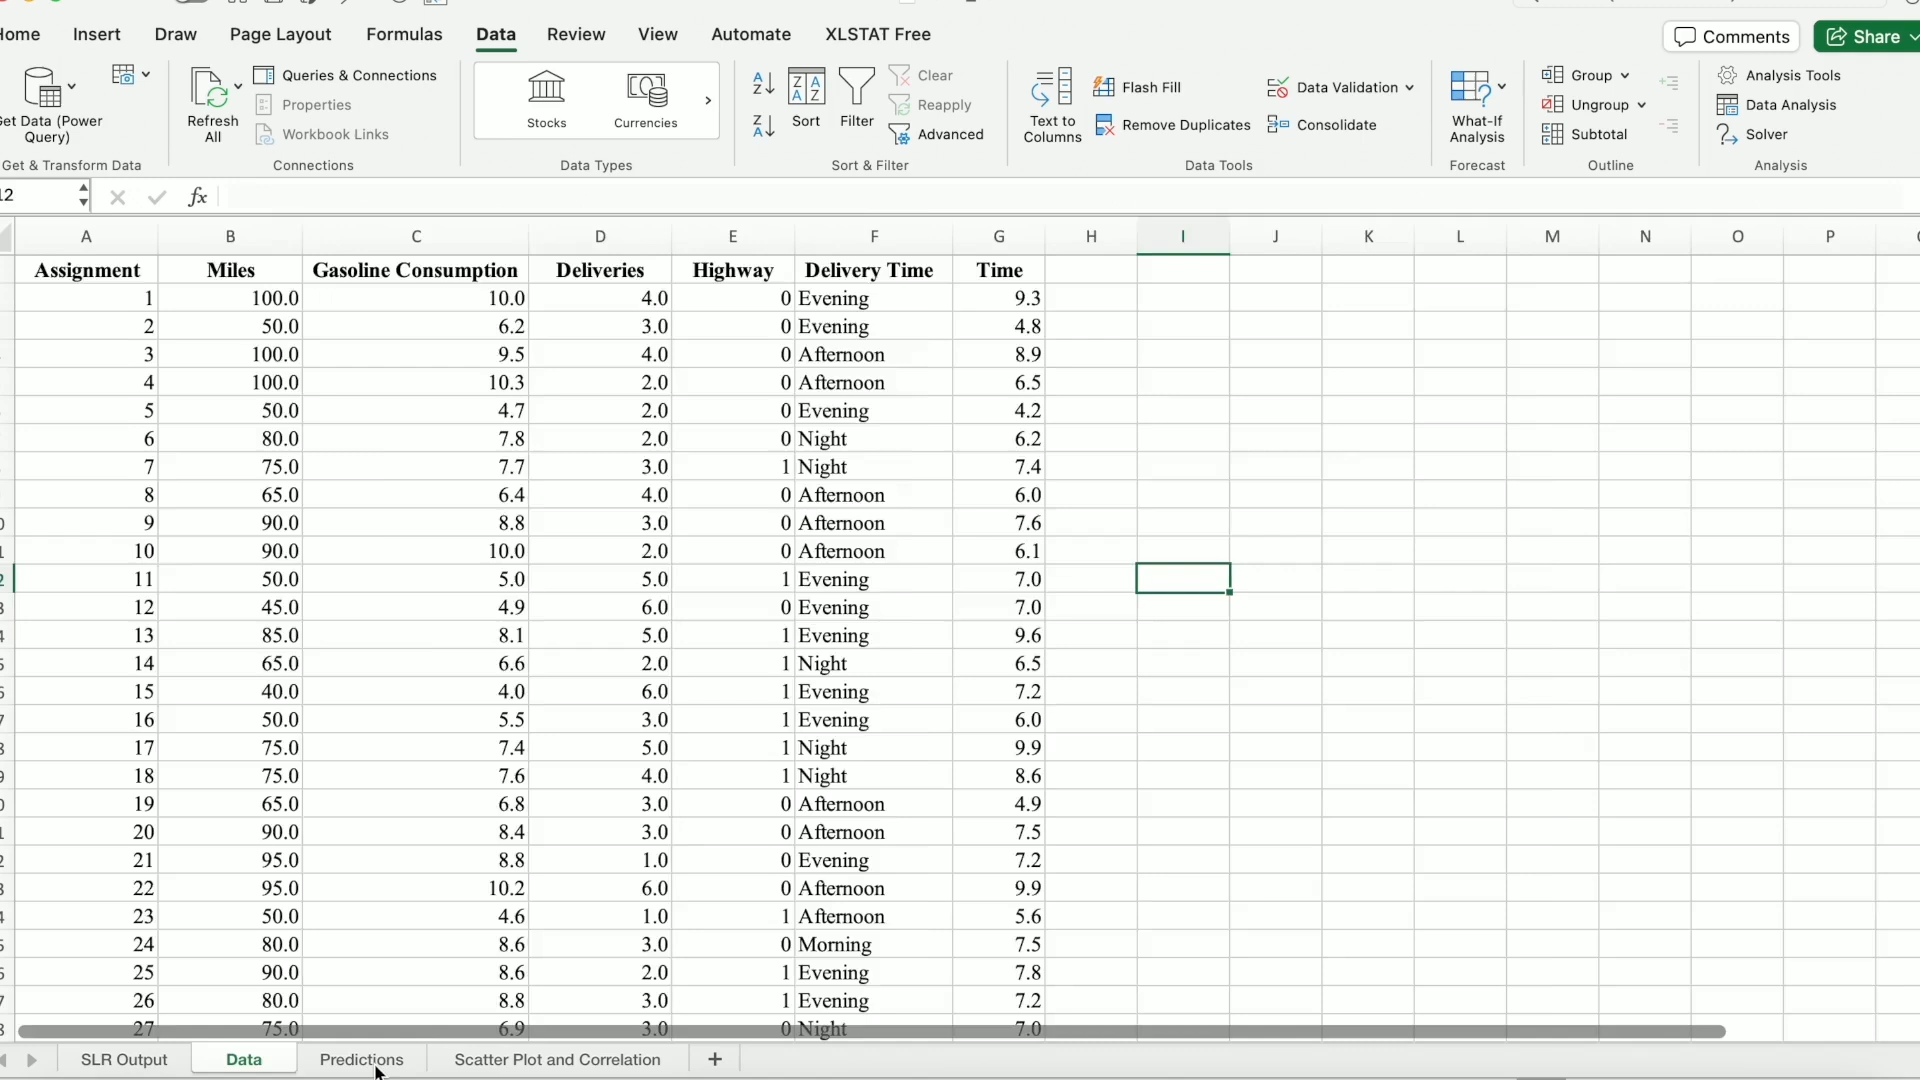 Insert Draw Page Layout Formulas Data Review View Automate XLSTAT Free Comments Share
Queries & Connections
Properties
Workbook Links
Refresh All
Query)
Get & Transform Data
Connections
Stocks Currencies
Data Types
Sort Filter
Clear
Reapply
Advanced
Sort & Filter
Text to Columns
Flash Fill
Remove Duplicates
Data Validation
Consolidate
Data Tools
What-If Analysis
Forecast
Group
Ungroup
Subtotal
Outline
Analysis Tools
Data Analysis
Solver
Analysis
fx
A B C D E F G H I J K L M N O P
Assignment Miles Gasoline Consumption Deliveries Highway Delivery Time Time
1 100.0 10.0 4.0 0 Evening 9.3
2 50.0 6.2 3.0 0 Evening 4.8
3 100.0 9.5 4.0 0 Afternoon 8.9
4 100.0 10.3 2.0 0 Afternoon 6.5
5 50.0 4.7 2.0 0 Evening 4.2
6 80.0 7.8 2.0 0 Night 6.2
7 75.0 7.7 3.0 1 Night 7.4
8 65.0 6.4 4.0 0 Afternoon 6.0
9 90.0 8.8 3.0 0 Afternoon 7.6
10 90.0 10.0 2.0 0 Afternoon 6.1
11 50.0 5.0 5.0 1 Evening 7.0
12 45.0 4.9 6.0 0 Evening 7.0
13 85.0 8.1 5.0 1 Evening 9.6
14 65.0 6.6 2.0 1 Night 6.5
15 40.0 4.0 6.0 1 Evening 7.2
16 50.0 5.5 3.0 1 Evening 6.0
17 75.0 7.4 5.0 1 Night 9.9
18 75.0 7.6 4.0 1 Night 8.6
19 65.0 6.8 3.0 0 Afternoon 4.9
20 90.0 8.4 3.0 0 Afternoon 7.5
21 95.0 8.8 1.0 0 Evening 7.2
22 95.0 10.2 6.0 0 Afternoon 9.9
23 50.0 4.6 1.0 1 Afternoon 5.6
24 80.0 8.6 3.0 0 Morning 7.5
25 90.0 8.6 2.0 1 Evening 7.8
26 80.0 8.8 3.0 1 Evening 7.2
27 75.0 6.9 3.0 0 Night 7.0
SLR Output Data Predictions Scatter Plot and Correlation +